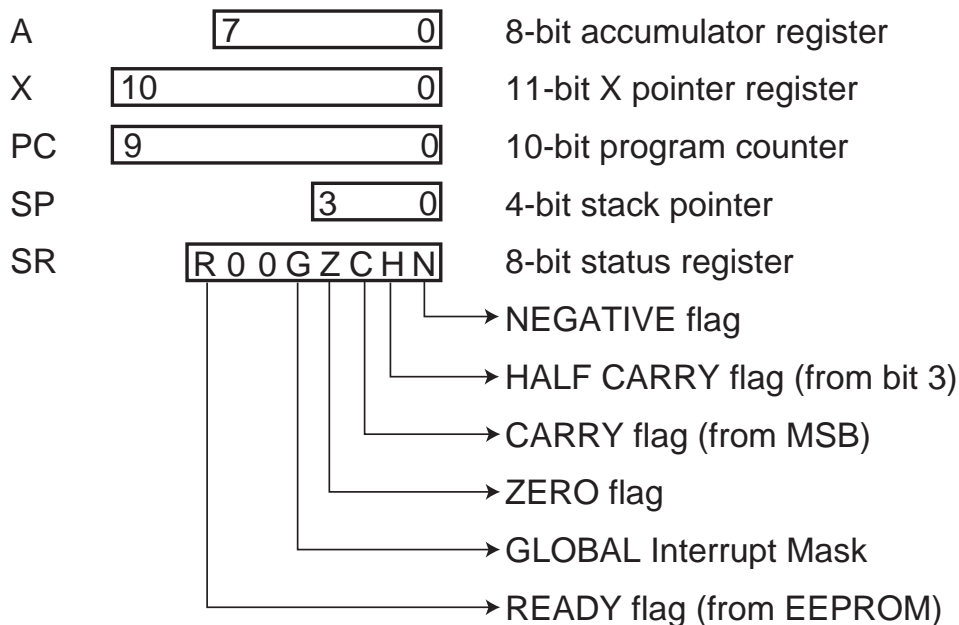 A 7 0 8-bit accumulator register
X 10 0 11-bit X pointer register
PC 9 0 10-bit program counter
SP 3 0 4-bit stack pointer
SR R 0 0 G Z C H N 8-bit status register
NEGATIVE flag
HALF CARRY flag (from bit 3)
CARRY flag (from MSB)
ZERO flag
GLOBAL Interrupt Mask
READY flag (from EEPROM)